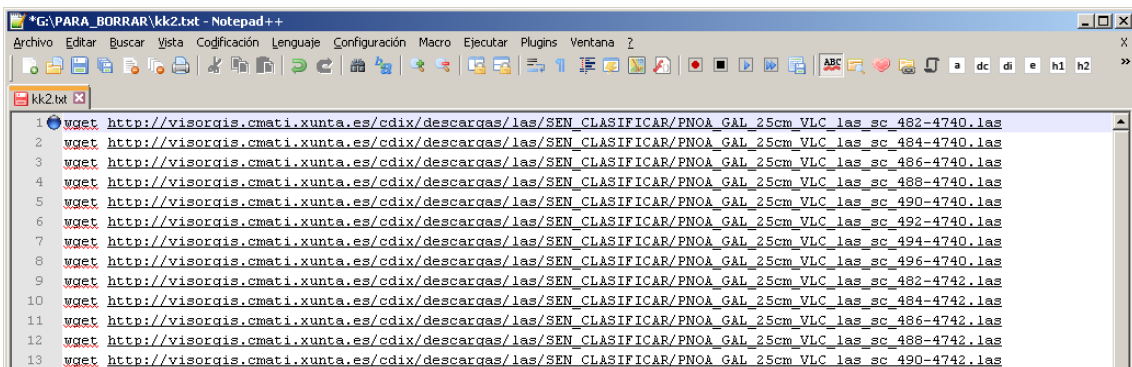 *G:\PARA_BORRAR\kk2.txt - Notepad++
Archivo Editar Buscar Vista Codificación Lenguaje Configuración Macro Ejecutar Plugins Ventana ? X
ABC a dc di e h1 h2 »
kk2.txt
1 wget http://visorgis.cmati.xunta.es/cdix/descargas/las/SEN_CLASIFICAR/PNOA_GAL_25cm_VLC_las_sc_482-4740.las
2 wget http://visorgis.cmati.xunta.es/cdix/descargas/las/SEN_CLASIFICAR/PNOA_GAL_25cm_VLC_las_sc_484-4740.las
3 wget http://visorgis.cmati.xunta.es/cdix/descargas/las/SEN_CLASIFICAR/PNOA_GAL_25cm_VLC_las_sc_486-4740.las
4 wget http://visorgis.cmati.xunta.es/cdix/descargas/las/SEN_CLASIFICAR/PNOA_GAL_25cm_VLC_las_sc_488-4740.las
5 wget http://visorgis.cmati.xunta.es/cdix/descargas/las/SEN_CLASIFICAR/PNOA_GAL_25cm_VLC_las_sc_490-4740.las
6 wget http://visorgis.cmati.xunta.es/cdix/descargas/las/SEN_CLASIFICAR/PNOA_GAL_25cm_VLC_las_sc_492-4740.las
7 wget http://visorgis.cmati.xunta.es/cdix/descargas/las/SEN_CLASIFICAR/PNOA_GAL_25cm_VLC_las_sc_494-4740.las
8 wget http://visorgis.cmati.xunta.es/cdix/descargas/las/SEN_CLASIFICAR/PNOA_GAL_25cm_VLC_las_sc_496-4740.las
9 wget http://visorgis.cmati.xunta.es/cdix/descargas/las/SEN_CLASIFICAR/PNOA_GAL_25cm_VLC_las_sc_482-4742.las
10 wget http://visorgis.cmati.xunta.es/cdix/descargas/las/SEN_CLASIFICAR/PNOA_GAL_25cm_VLC_las_sc_484-4742.las
11 wget http://visorgis.cmati.xunta.es/cdix/descargas/las/SEN_CLASIFICAR/PNOA_GAL_25cm_VLC_las_sc_486-4742.las
12 wget http://visorgis.cmati.xunta.es/cdix/descargas/las/SEN_CLASIFICAR/PNOA_GAL_25cm_VLC_las_sc_488-4742.las
13 wget http://visorgis.cmati.xunta.es/cdix/descargas/las/SEN_CLASIFICAR/PNOA_GAL_25cm_VLC_las_sc_490-4742.las